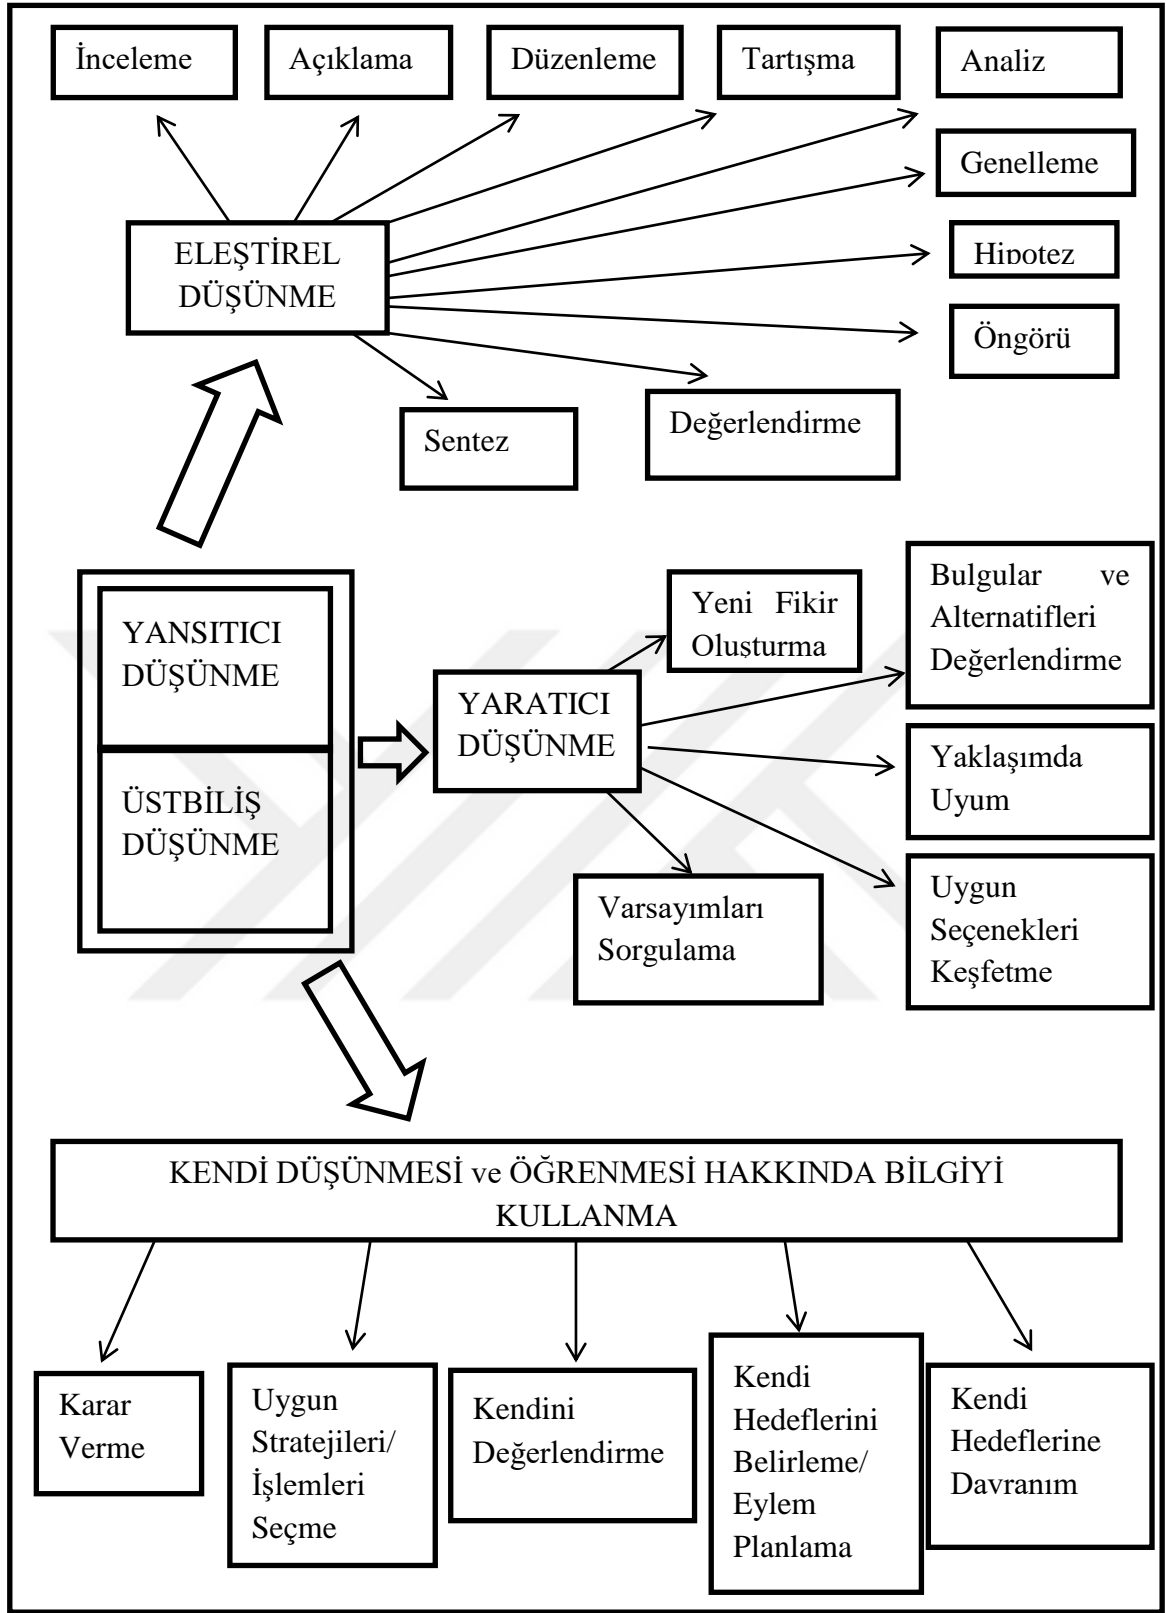 İnceleme
Açıklama
Düzenleme
Tartışma
Analiz
Genelleme
ELEŞTİREL
DÜŞÜNME
Hipotez
Öngörü
Sentez
Değerlendirme
YANSITICI
DÜŞÜNME
ÜSTBİLİŞ
DÜŞÜNME
YARATICI
DÜŞÜNME
Yeni Fikir
Oluşturma
Bulgular ve
Alternatifleri
Değerlendirme
Yaklaşımda
Uyum
Uygun
Seçenekleri
Keşfetme
Varsayımları
Sorgulama
KENDİ DÜŞÜNMESİ ve ÖĞRENMESİ HAKKINDA BİLGİYİ
KULLANMA
Karar
Verme
Uygun
Stratejileri/
İşlemleri
Seçme
Kendini
Değerlendirme
Kendi
Hedeflerini
Belirleme/
Eylem
Planlama
Kendi
Hedeflerine
Davranım